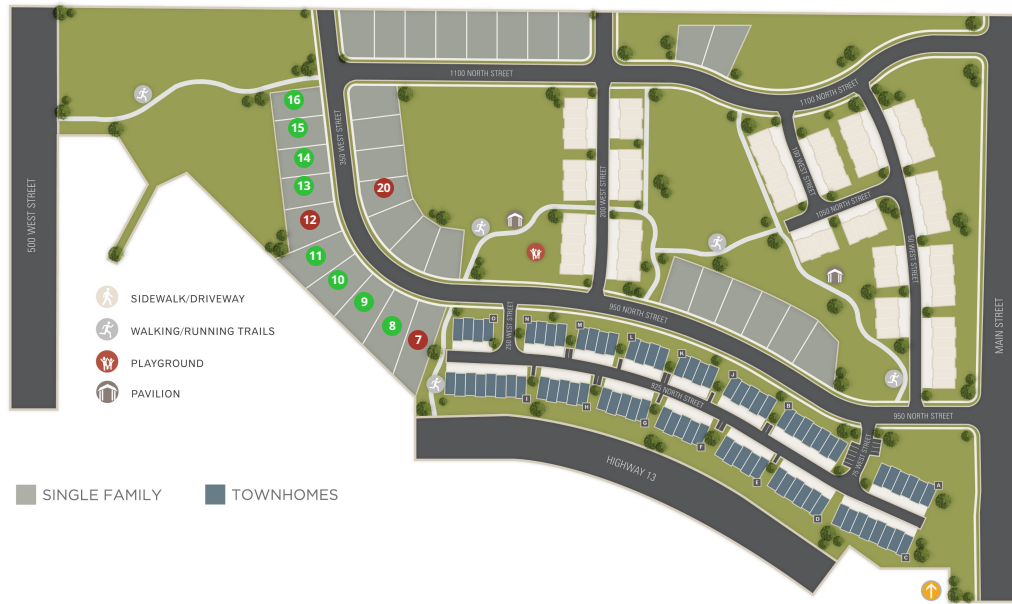 1100 NORTH STREET
1100 NORTH STREET
500 WEST STREET
350 WEST STREET
16
15
14
13
12
11
10
9
8
7
20
200 WEST STREET
100 WEST STREET
1050 NORTH STREET
50 WEST STREET
MAIN STREET
950 NORTH STREET
950 NORTH STREET
250 WEST STREET
925 NORTH STREET
75 WEST STREET
HIGHWAY 13
O
N
M
L
K
J
B
A
I
H
G
F
E
D
C
SIDEWALK/DRIVEWAY
WALKING/RUNNING TRAILS
PLAYGROUND
PAVILION
SINGLE FAMILY
TOWNHOMES